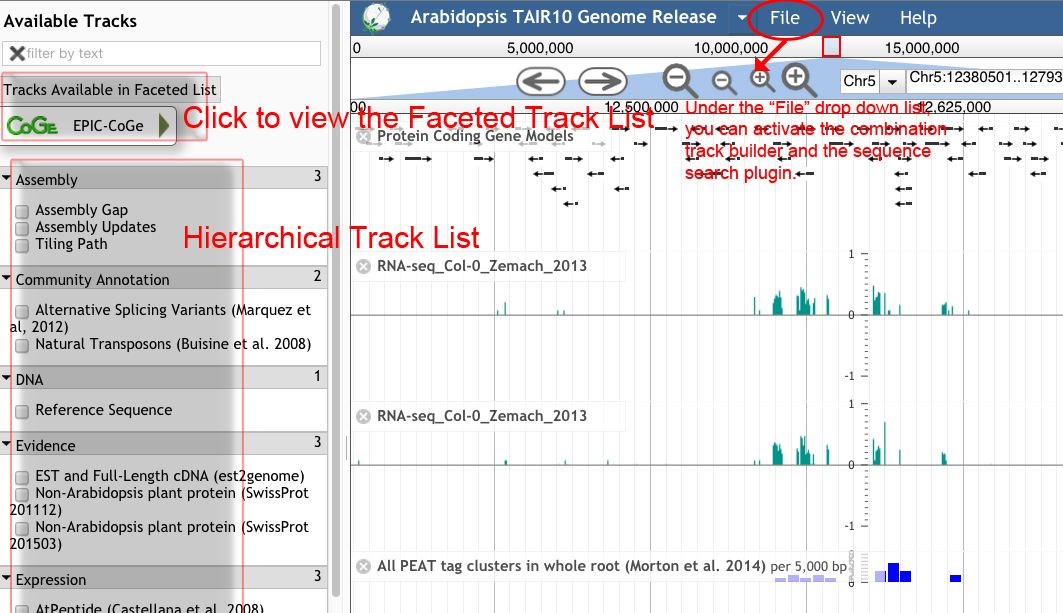 Available Tracks
filter by text
Tracks Available in Faceted List
CoGe EPIC-CoGe
Click to view the Faceted Track List
Assembly 3
Assembly Gap
Assembly Updates
Tiling Path
Hierarchical Track List
Community Annotation 2
Alternative Splicing Variants (Marquez et
al, 2012)
Natural Transposons (Buisine et al. 2008)
DNA 1
Reference Sequence
Evidence 3
EST and Full-Length cDNA (est2genome)
Non-Arabidopsis plant protein (SwissProt
201112)
Non-Arabidopsis plant protein (SwissProt
201503)
Expression 3
AtPeptide (Castellana et al. 2008)
Arabidopsis TAIR10 Genome Release File View Help
0 5,000,000 10,000,000 15,000,000
Chr5 Chr5:12380501..12793
00 12,500,000 12,625,000
Under the “File” drop down list,
you can activate the combination
track builder and the sequence
search plugin.
Protein Coding Gene Models
RNA-seq_Col-0_Zemach_2013
1
0
-1
RNA-seq_Col-0_Zemach_2013
1
0
-1
All PEAT tag clusters in whole root (Morton et al. 2014) per 5,000 bp